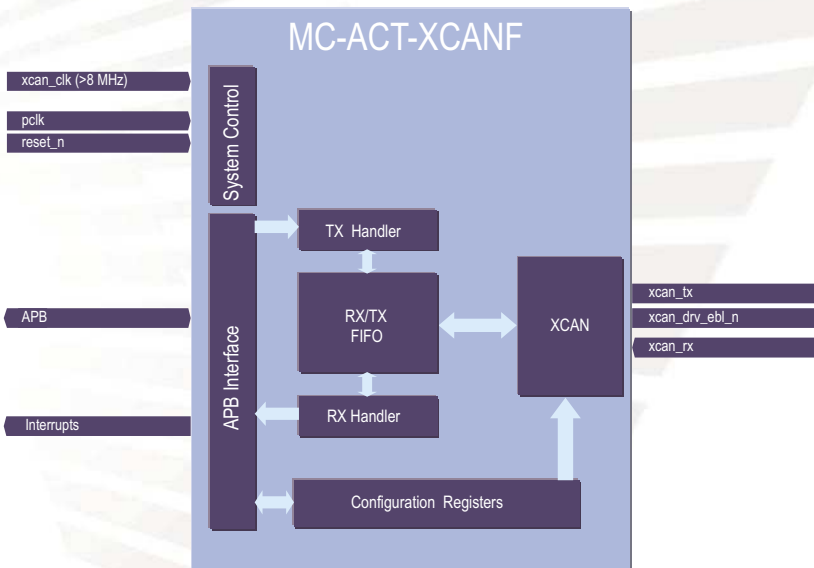 MC-ACT-XCANF
xcan_clk (>8 MHz)
pclk
reset_n
System Control
TX Handler
RX/TX
FIFO
XCAN
xcan_tx
xcan_drv_ebl_n
xcan_rx
APB
APB Interface
RX Handler
Interrupts
Configuration Registers